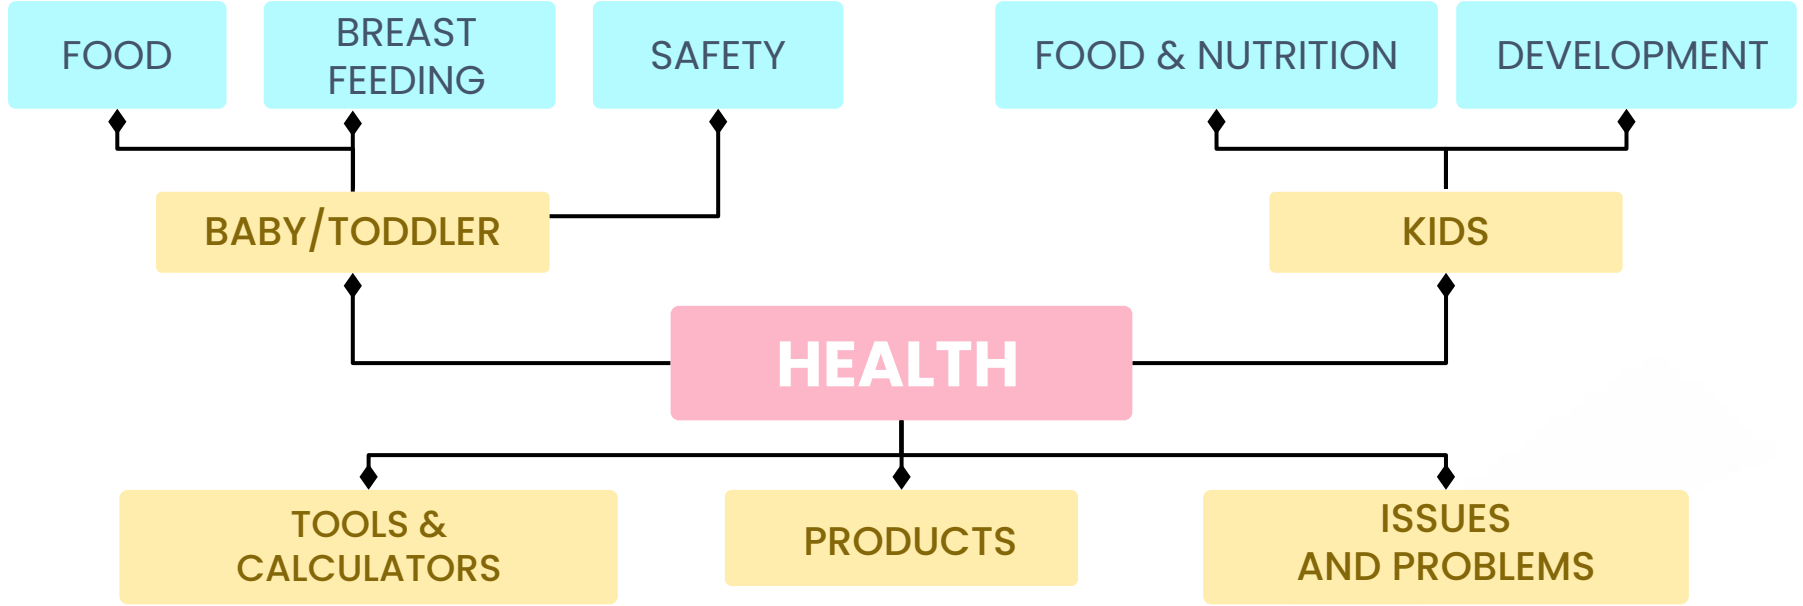 FOOD
BREAST
FEEDING
SAFETY
FOOD & NUTRITION
DEVELOPMENT
BABY/TODDLER
KIDS
HEALTH
TOOLS &
CALCULATORS
PRODUCTS
ISSUES
AND PROBLEMS